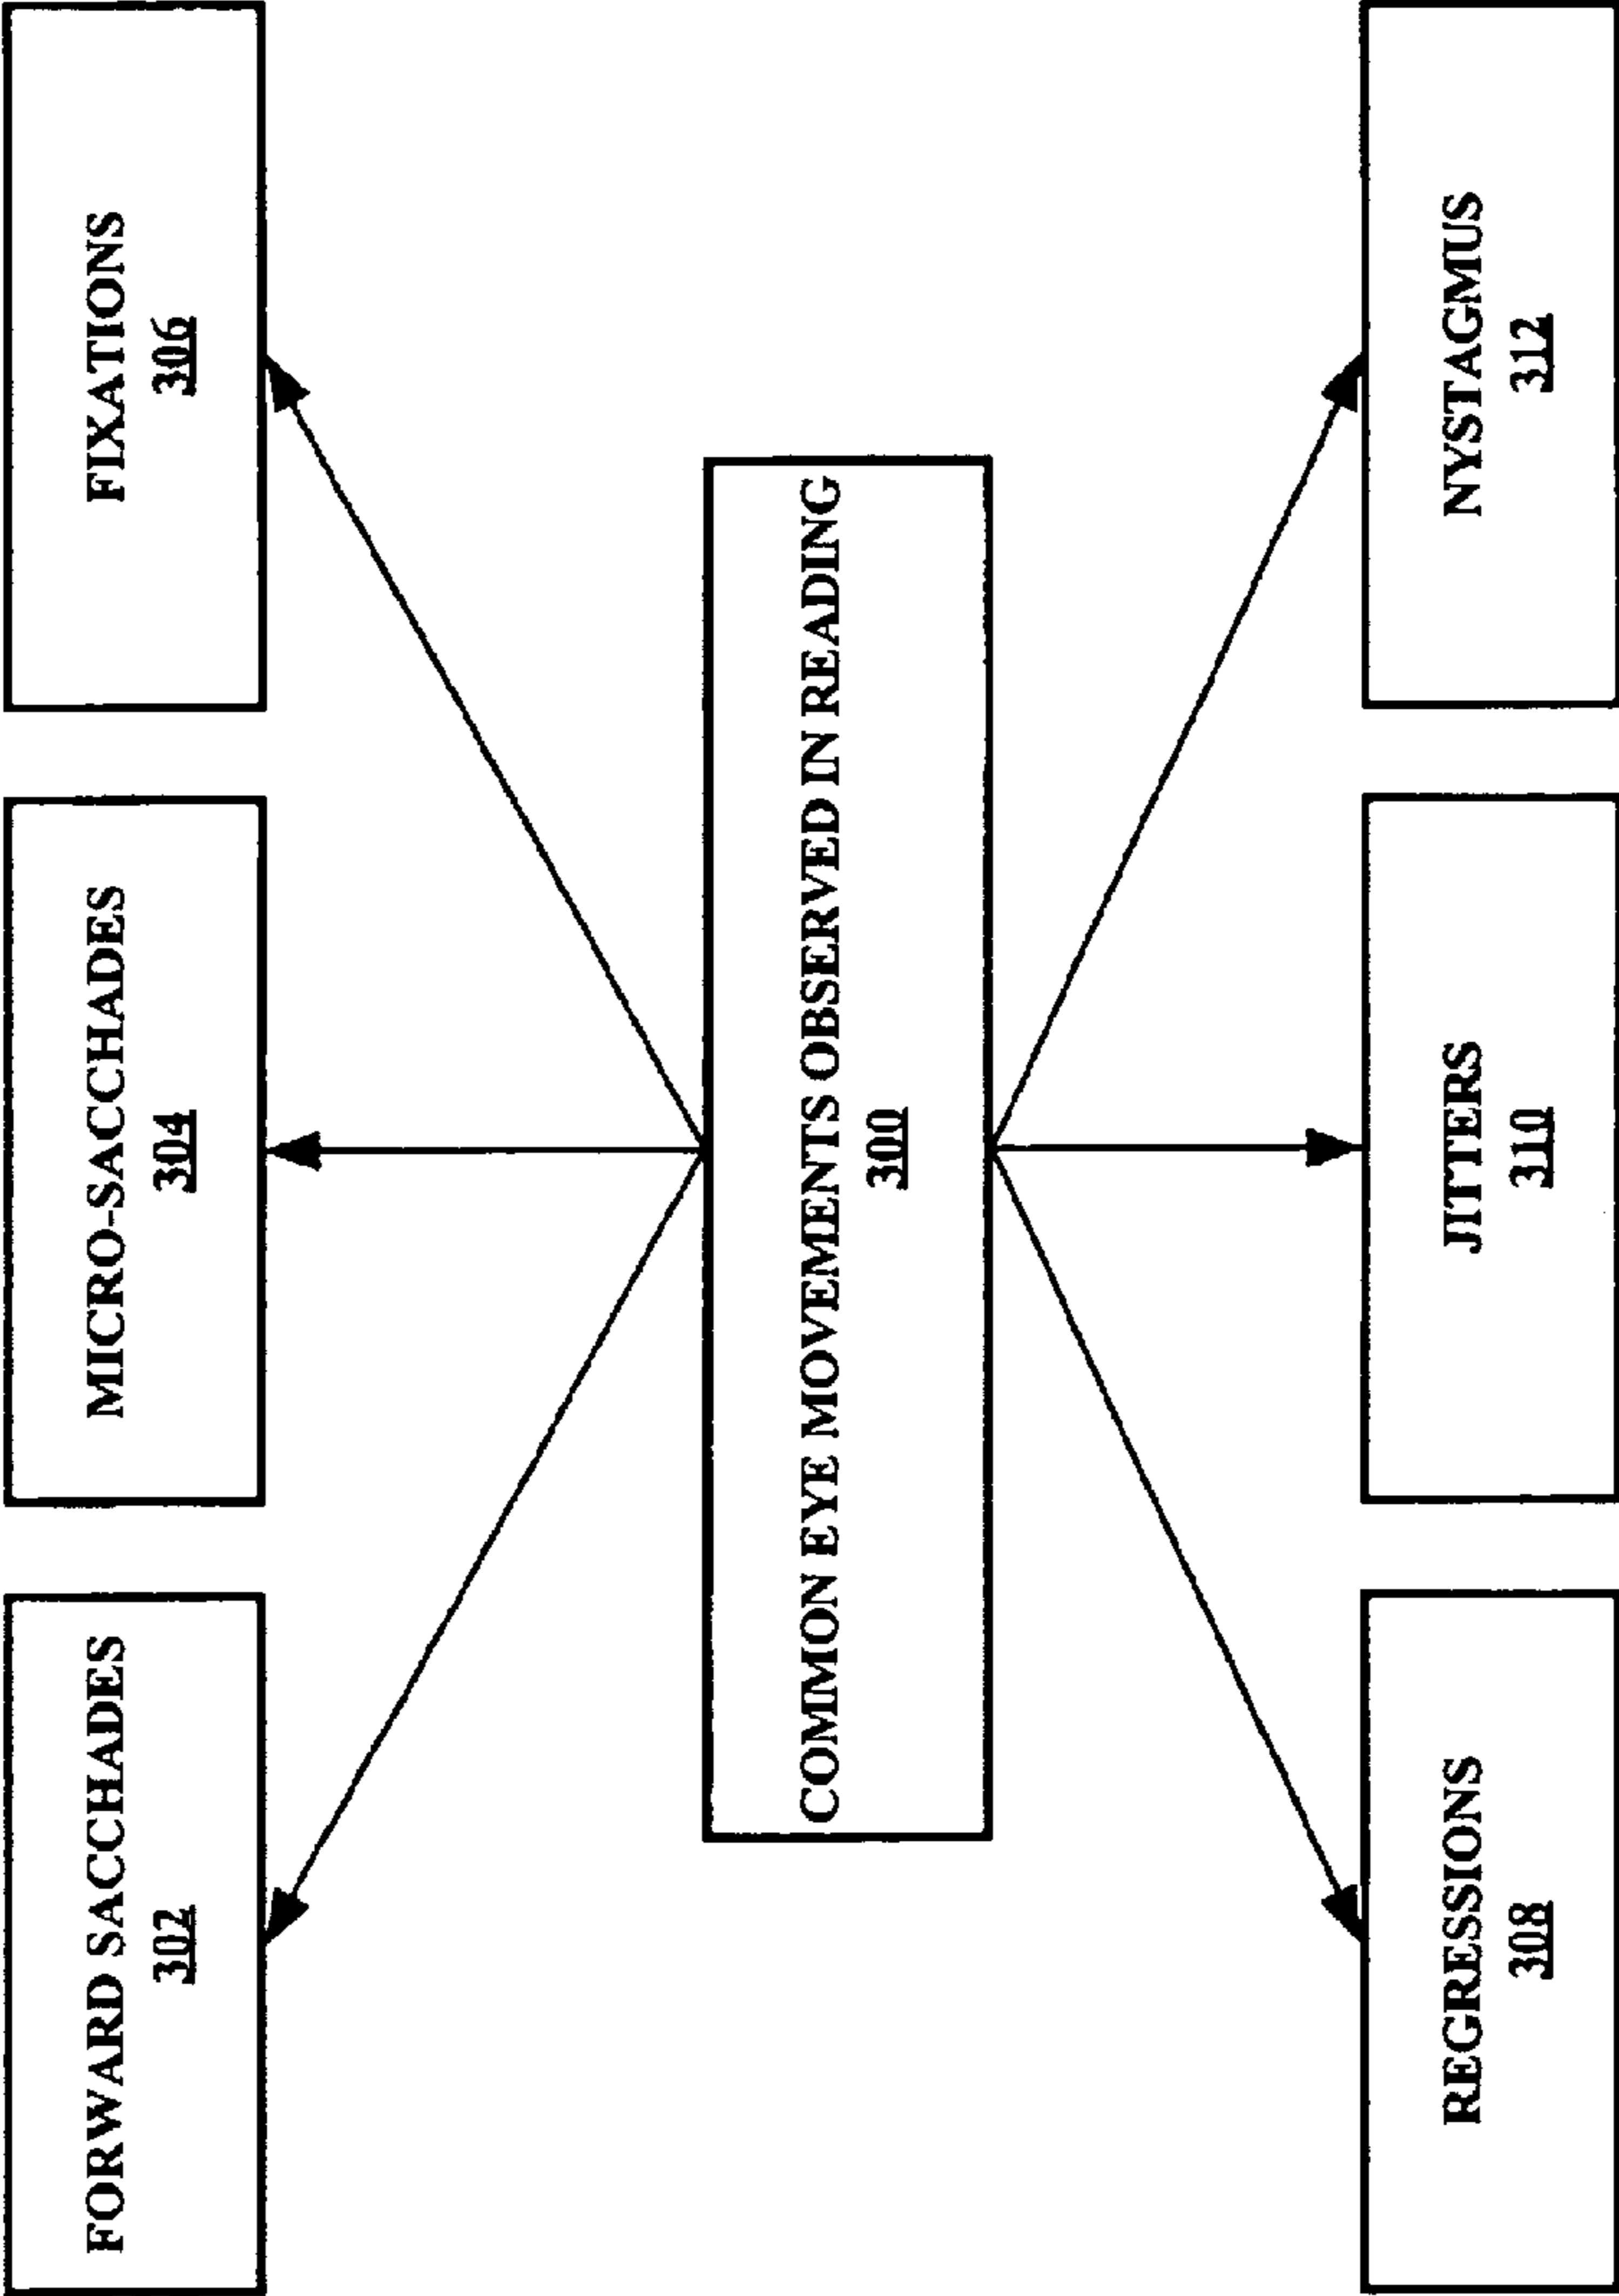 FORWARD SACCHADES
302
MICRO-SACCHADES
304
FIXATIONS
306
COMMON EYE MOVEMENTS OBSERVED IN READING
300
REGRESSIONS
308
JITTERS
310
NYSTAGMUS
312